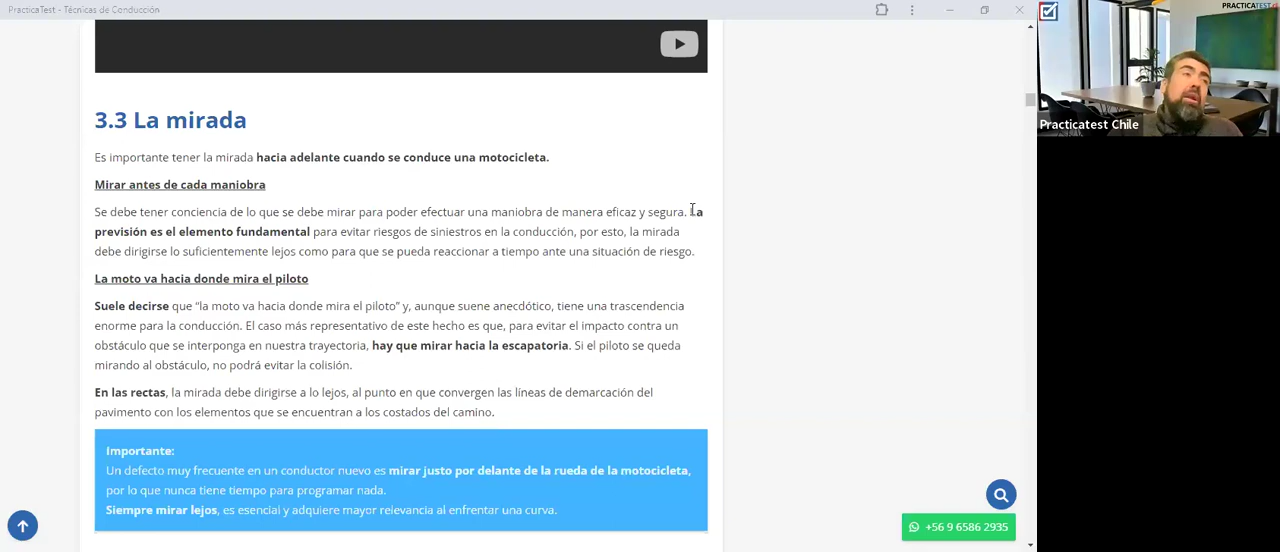 PracticaTest - Técnicas de Conducción
PRACTICATEST
Practicatest Chile
3.3 La mirada
Es importante tener la mirada hacia adelante cuando se conduce una motocicleta.
Mirar antes de cada maniobra
Se debe tener conciencia de lo que se debe mirar para poder efectuar una maniobra de manera eficaz y segura. La
previsión es el elemento fundamental para evitar riesgos de siniestros en la conducción, por esto, la mirada
debe dirigirse lo suficientemente lejos como para que se pueda reaccionar a tiempo ante una situación de riesgo.
La moto va hacia donde mira el piloto
Suele decirse que “la moto va hacia donde mira el piloto” y, aunque suene anecdótico, tiene una trascendencia
enorme para la conducción. El caso más representativo de este hecho es que, para evitar el impacto contra un
obstáculo que se interponga en nuestra trayectoria, hay que mirar hacia la escapatoria. Si el piloto se queda
mirando al obstáculo, no podrá evitar la colisión.
En las rectas, la mirada debe dirigirse a lo lejos, al punto en que convergen las líneas de demarcación del
pavimento con los elementos que se encuentran a los costados del camino.
Importante:
Un defecto muy frecuente en un conductor nuevo es mirar justo por delante de la rueda de la motocicleta,
por lo que nunca tiene tiempo para programar nada.
Siempre mirar lejos, es esencial y adquiere mayor relevancia al enfrentar una curva.
+56 9 6586 2935